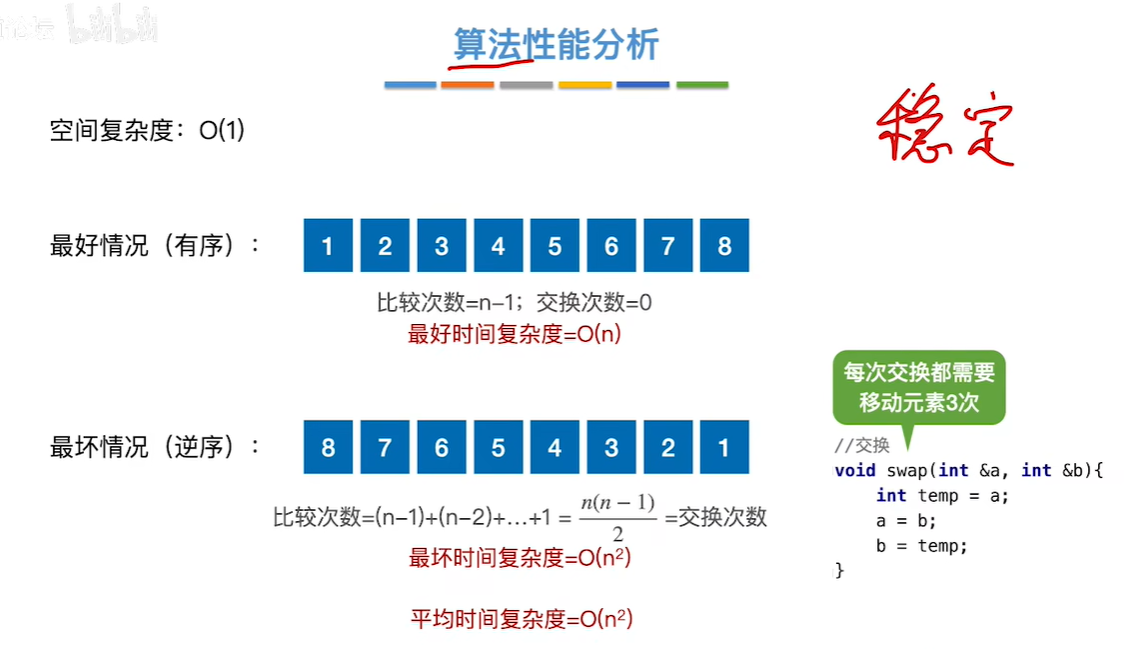 算法性能分析
稳定
空间复杂度：O(1)
最好情况（有序）：
1 2 3 4 5 6 7 8
比较次数=n–1；交换次数=0
最好时间复杂度=O(n)
每次交换都需要
移动元素3次
最坏情况（逆序）：
8 7 6 5 4 3 2 1
比较次数=(n–1)+(n–2)+…+1 = n(n − 1)/2 =交换次数
最坏时间复杂度=O(n²)
平均时间复杂度=O(n²)
//交换
void swap(int &a, int &b){
int temp = a;
a = b;
b = temp;
}